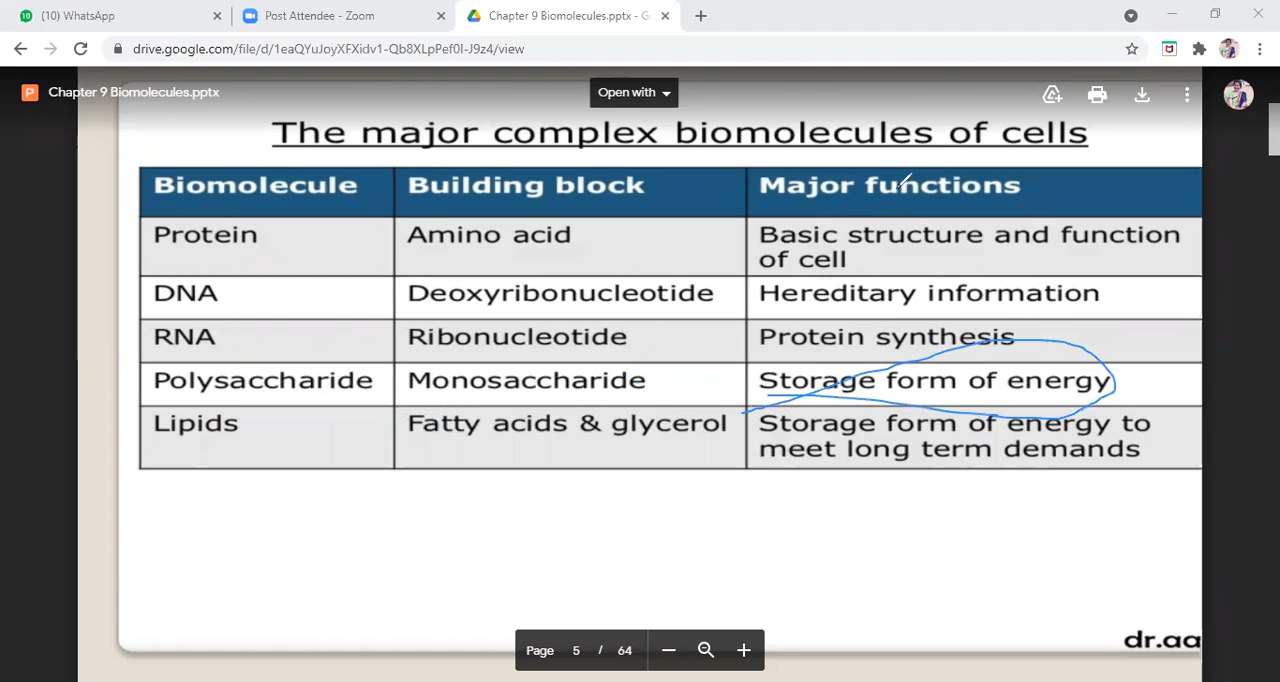 (10) WhatsApp
Post Attendee - Zoom
Chapter 9 Biomolecules.pptx - G
drive.google.com/file/d/1eaQYuJoyXFXidv1-Qb8XLpPef0I-J9z4/view
Chapter 9 Biomolecules.pptx
Open with
The major complex biomolecules of cells
Biomolecule Building block Major functions
Protein Amino acid Basic structure and function
of cell
DNA Deoxyribonucleotide Hereditary information
RNA Ribonucleotide Protein synthesis
Polysaccharide Monosaccharide Storage form of energy
Lipids Fatty acids & glycerol Storage form of energy to
meet long term demands
dr.aa
Page 5 / 64